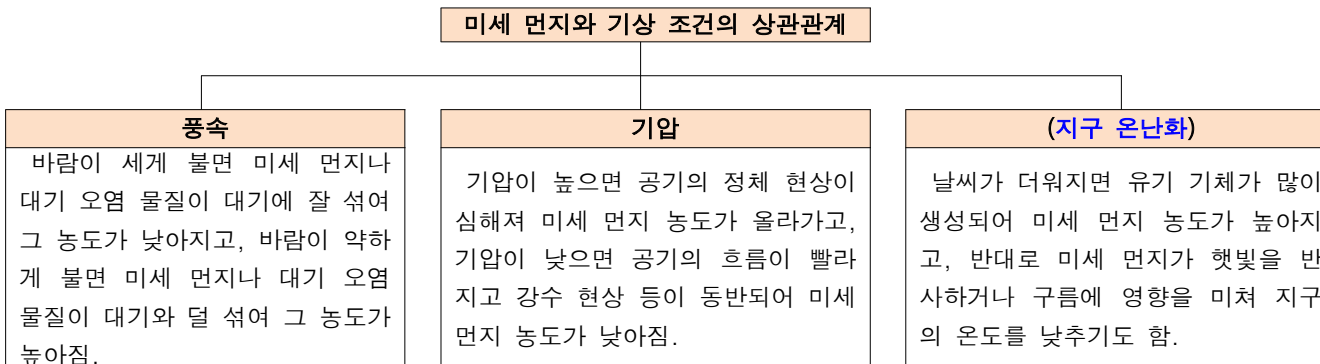 미세 먼지와 기상 조건의 상관관계
풍속
바람이 세게 불면 미세 먼지나
대기 오염 물질이 대기에 잘 섞여
그 농도가 낮아지고, 바람이 약하
게 불면 미세 먼지나 대기 오염
물질이 대기와 덜 섞여 그 농도가
높아짐.
기압
기압이 높으면 공기의 정체 현상이
심해져 미세 먼지 농도가 올라가고,
기압이 낮으면 공기의 흐름이 빨라
지고 강수 현상 등이 동반되어 미세
먼지 농도가 낮아짐.
(지구 온난화)
날씨가 더워지면 유기 기체가 많이
생성되어 미세 먼지 농도가 높아지
고, 반대로 미세 먼지가 햇빛을 반
사하거나 구름에 영향을 미쳐 지구
의 온도를 낮추기도 함.